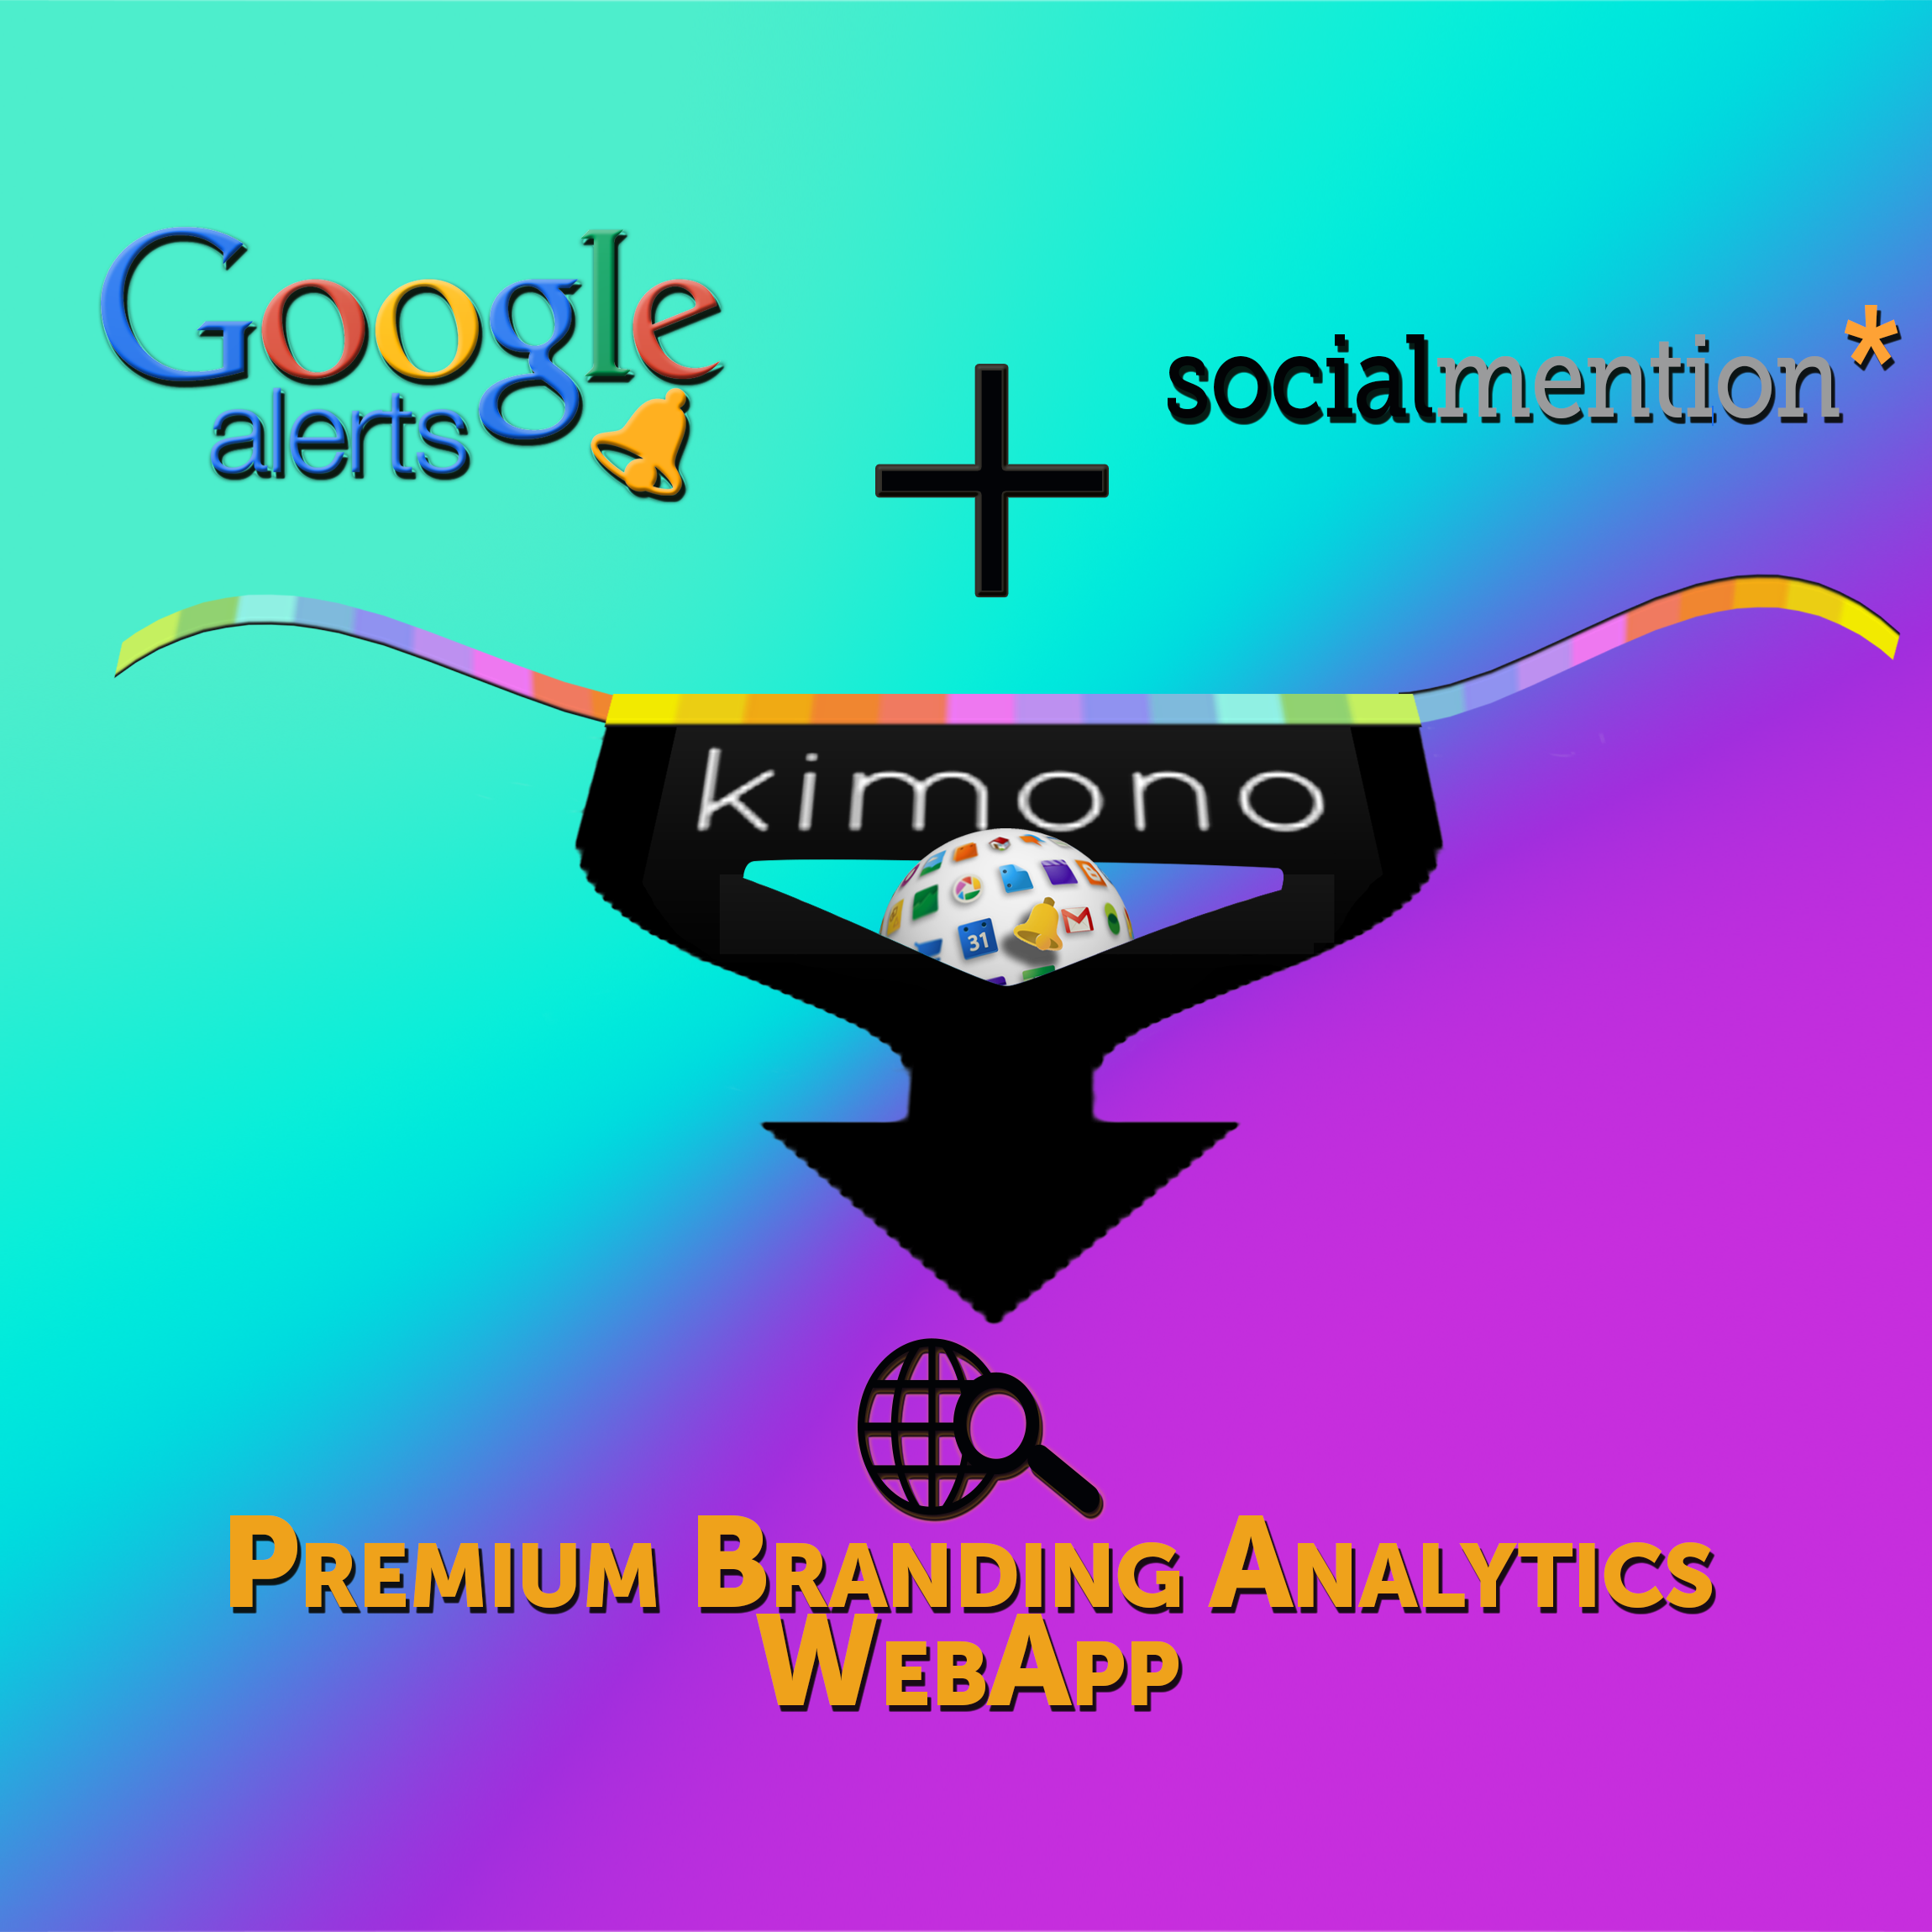 Google
alerts
socialmention*
kimono
31
Premium Branding Analytics
WebApp